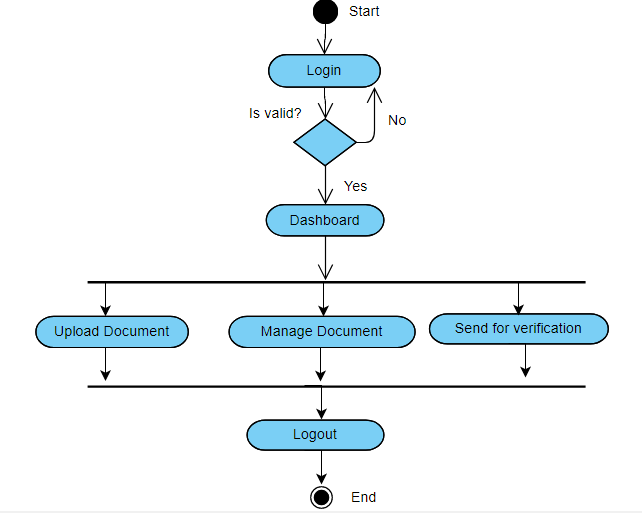 Start
Login
Is valid?
No
Yes
Dashboard
Upload Document
Manage Document
Send for verification
Logout
End